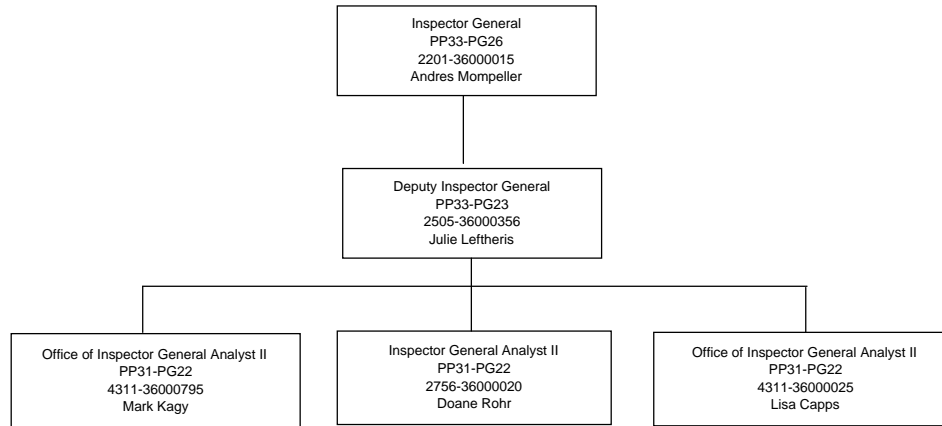 Inspector General
PP33-PG26
2201-36000015
Andres Mompeller
Deputy Inspector General
PP33-PG23
2505-36000356
Julie Leftheris
Office of Inspector General Analyst II
PP31-PG22
4311-36000795
Mark Kagy
Inspector General Analyst II
PP31-PG22
2756-36000020
Doane Rohr
Office of Inspector General Analyst II
PP31-PG22
4311-36000025
Lisa Capps